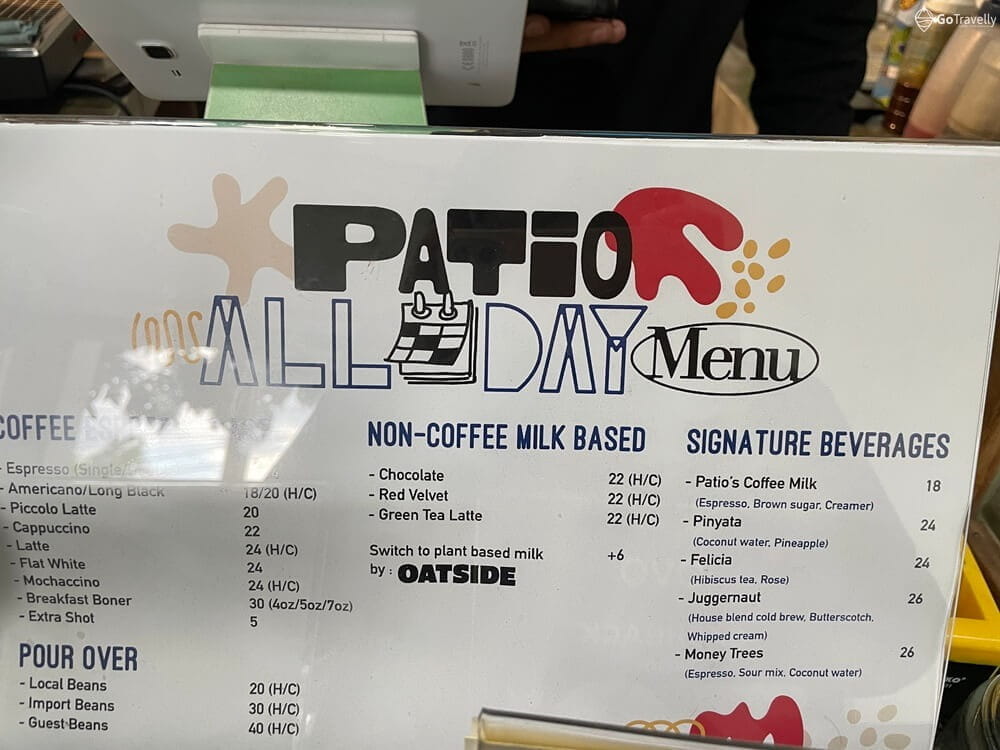 GoTravelly
PATiO
ALL DAY Menu
COFFEE
- Espresso (Single/
- Americano/Long Black 18/20 (H/C)
- Piccolo Latte 20
- Cappuccino 22
- Latte 24 (H/C)
- Flat White 24
- Mochaccino 24 (H/C)
- Breakfast Boner 30 (4oz/5oz/7oz)
- Extra Shot 5
POUR OVER
- Local Beans 20 (H/C)
- Import Beans 30 (H/C)
- Guest Beans 40 (H/C)
NON-COFFEE MILK BASED
- Chocolate 22 (H/C)
- Red Velvet 22 (H/C)
- Green Tea Latte 22 (H/C)
Switch to plant based milk +6
by : OATSIDE
SIGNATURE BEVERAGES
- Patio's Coffee Milk 18
(Espresso, Brown sugar, Creamer)
- Pinyata 24
(Coconut water, Pineapple)
- Felicia 24
(Hibiscus tea, Rose)
- Juggernaut 26
(House blend cold brew, Butterscotch,
Whipped cream)
- Money Trees 26
(Espresso, Sour mix, Coconut water)